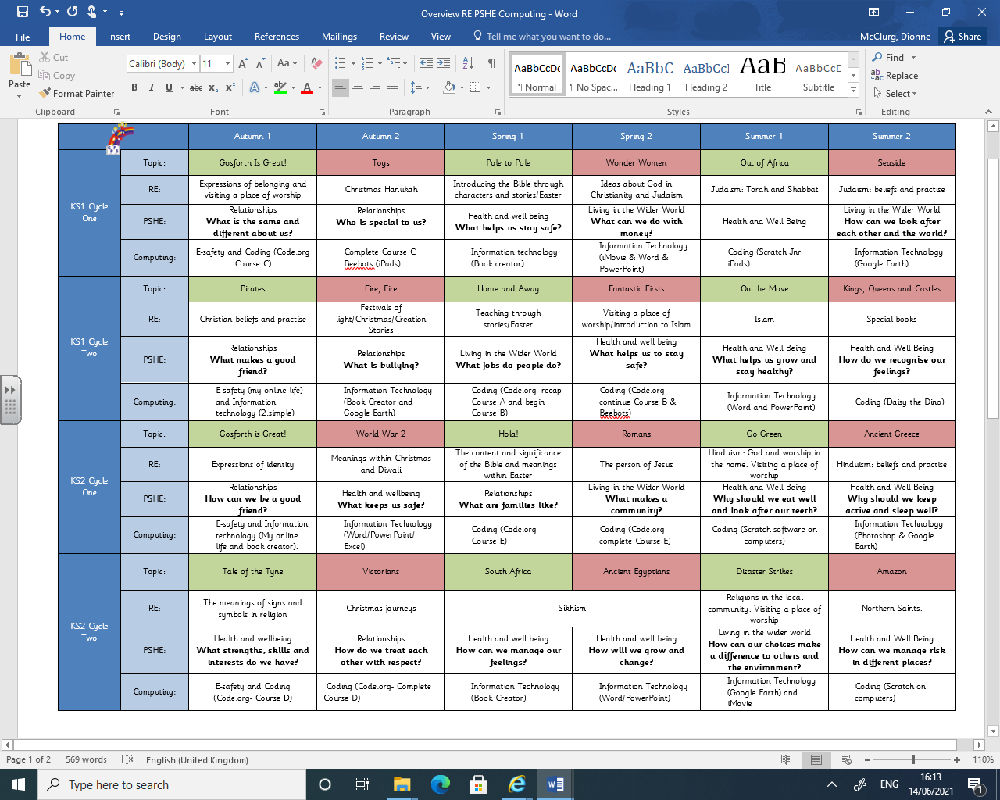 Overview RE PSHE Computing - Word
File Home Insert Design Layout References Mailings Review View Tell me what you want to do... McClurg, Dionne Share
Paste
Cut
Copy
Format Painter
Clipboard
Calibri (Body) 11
Font
Paragraph
AaBbCcDc AaBbCcDc AaBbC AaBbCcI AaB AaBbCcD
¶ Normal ¶ No Spac... Heading 1 Heading 2 Title Subtitle
Styles
Find
Replace
Select
Editing
Autumn 1 Autumn 2 Spring 1 Spring 2 Summer 1 Summer 2
KS1 Cycle
One
Topic:
Gosforth Is Great!
Toys
Pole to Pole
Wonder Women
Out of Africa
Seaside
RE:
Expressions of belonging and
visiting a place of worship
Christmas Hanukah
Introducing the Bible through
characters and stories/Easter
Ideas about God in
Christianity and Judaism
Judaism: Torah and Shabbat
Judaism: beliefs and practise
PSHE:
Relationships
What is the same and
different about us?
Relationships
Who is special to us?
Health and well being
What helps us stay safe?
Living in the Wider World
What can we do with
money?
Health and Well Being
Living in the Wider World
How can we look after
each other and the world?
Computing:
E-safety and Coding (Code.org
Course C)
Complete Course C
Beebots (iPads)
Information technology
(Book creator)
Information Technology
(iMovie & Word &
PowerPoint)
Coding (Scratch Jnr
iPads)
Information Technology
(Google Earth)
KS1 Cycle
Two
Topic:
Pirates
Fire, Fire
Home and Away
Fantastic Firsts
On the Move
Kings, Queens and Castles
RE:
Christian beliefs and practise
Festivals of
light/Christmas/Creation
Stories
Teaching through
stories/Easter
Visiting a place of
worship/introduction to Islam
Islam
Special books
PSHE:
Relationships
What makes a good
friend?
Relationships
What is bullying?
Living in the Wider World
What jobs do people do?
Health and well being
What helps us to stay
safe?
Health and Well Being
What helps us grow and
stay healthy?
Health and Well Being
How do we recognise our
feelings?
Computing:
E-safety (my online life)
and Information
technology (2:simple)
Information Technology
(Book Creator and
Google Earth)
Coding (Code.org- recap
Course A and begin
Course B)
Coding (Code.org-
continue Course B &
Beebots)
Information Technology
(Word and PowerPoint)
Coding (Daisy the Dino)
KS2 Cycle
One
Topic:
Gosforth is Great!
World War 2
Hola!
Romans
Go Green
Ancient Greece
RE:
Expressions of identity
Meanings within Christmas
and Diwali
The content and significance
of the Bible and meanings
within Easter
The person of Jesus
Hinduism: God and worship in
the home. Visiting a place of
worship
Hinduism: beliefs and practise
PSHE:
Relationships
How can we be a good
friend?
Health and wellbeing
What keeps us safe?
Relationships
What are families like?
Living in the Wider World
What makes a
community?
Health and Well Being
Why should we eat well
and look after our teeth?
Health and Well Being
Why should we keep
active and sleep well?
Computing:
E-safety and Information
technology (My online
life and book creator).
Information Technology
(Word/PowerPoint/
Excel)
Coding (Code.org-
Course E)
Coding (Code.org-
complete Course E)
Coding (Scratch software on
computers)
Information Technology
(Photoshop & Google
Earth)
KS2 Cycle
Two
Topic:
Tale of the Tyne
Victorians
South Africa
Ancient Egyptians
Disaster Strikes
Amazon
RE:
The meanings of signs and
symbols in religion
Christmas journeys
Sikhism
Religions in the local
community. Visiting a place of
worship
Northern Saints.
PSHE:
Health and wellbeing
What strengths, skills and
interests do we have?
Relationships
How do we treat each
other with respect?
Health and well being
How can we manage our
feelings?
Health and well being
How will we grow and
change?
Living in the wider world
How can our choices make
a difference to others and
the environment?
Health and Well Being
How can we manage risk
in different places?
Computing:
E-safety and Coding
(Code.org- Course D)
Coding (Code.org- Complete
Course D)
Information Technology
(Book Creator)
Information Technology
(Word/PowerPoint)
Information Technology
(Google Earth) and
iMovie
Coding (Scratch on
computers)
Page 1 of 2 569 words English (United Kingdom) 110%
Type here to search
ENG
16:13
14/06/2021